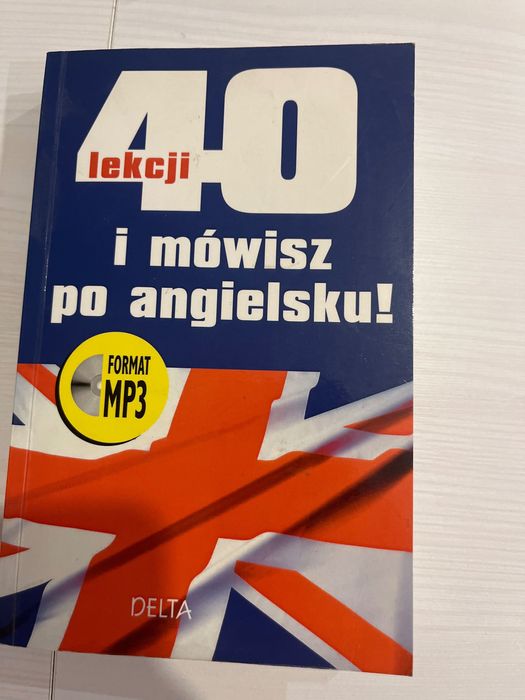 40
lekcji
i mówisz
po angielsku!
FORMAT
MP3
DELTA